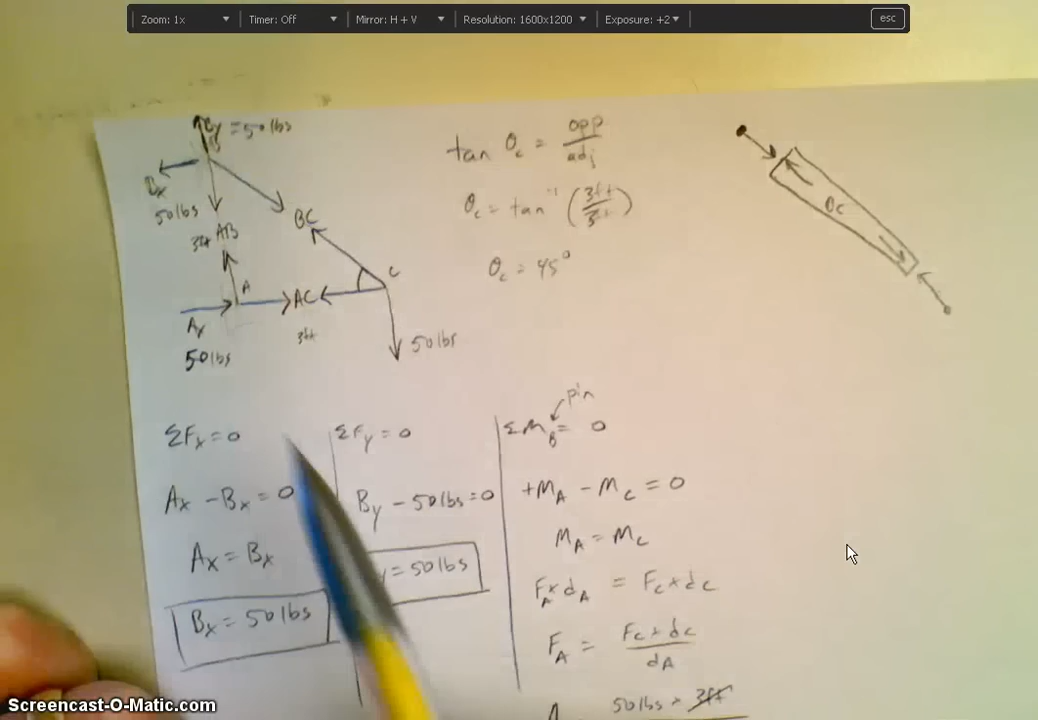 Zoom: 1x Timer: Off Mirror: H + V Resolution: 1600x1200 Exposure: +2 esc
By = 50 lbs
B
Bx
50 lbs
3ft AB
BC
A
AC
C
Ax
3ft
50 lbs
50 lbs
tan θc = opp/adj
θc = tan⁻¹ (3ft/3ft)
θc = 45°
BC
ΣFx = 0
Ax - Bx = 0
Ax = Bx
Bx = 50 lbs
ΣFy = 0
By - 50 lbs = 0
y = 50 lbs
pin
ΣMB = 0
+MA - MC = 0
MA = MC
FA × dA = FC × dC
FA = FC × dC / dA
50 lbs × 3ft
Screencast-O-Matic.com